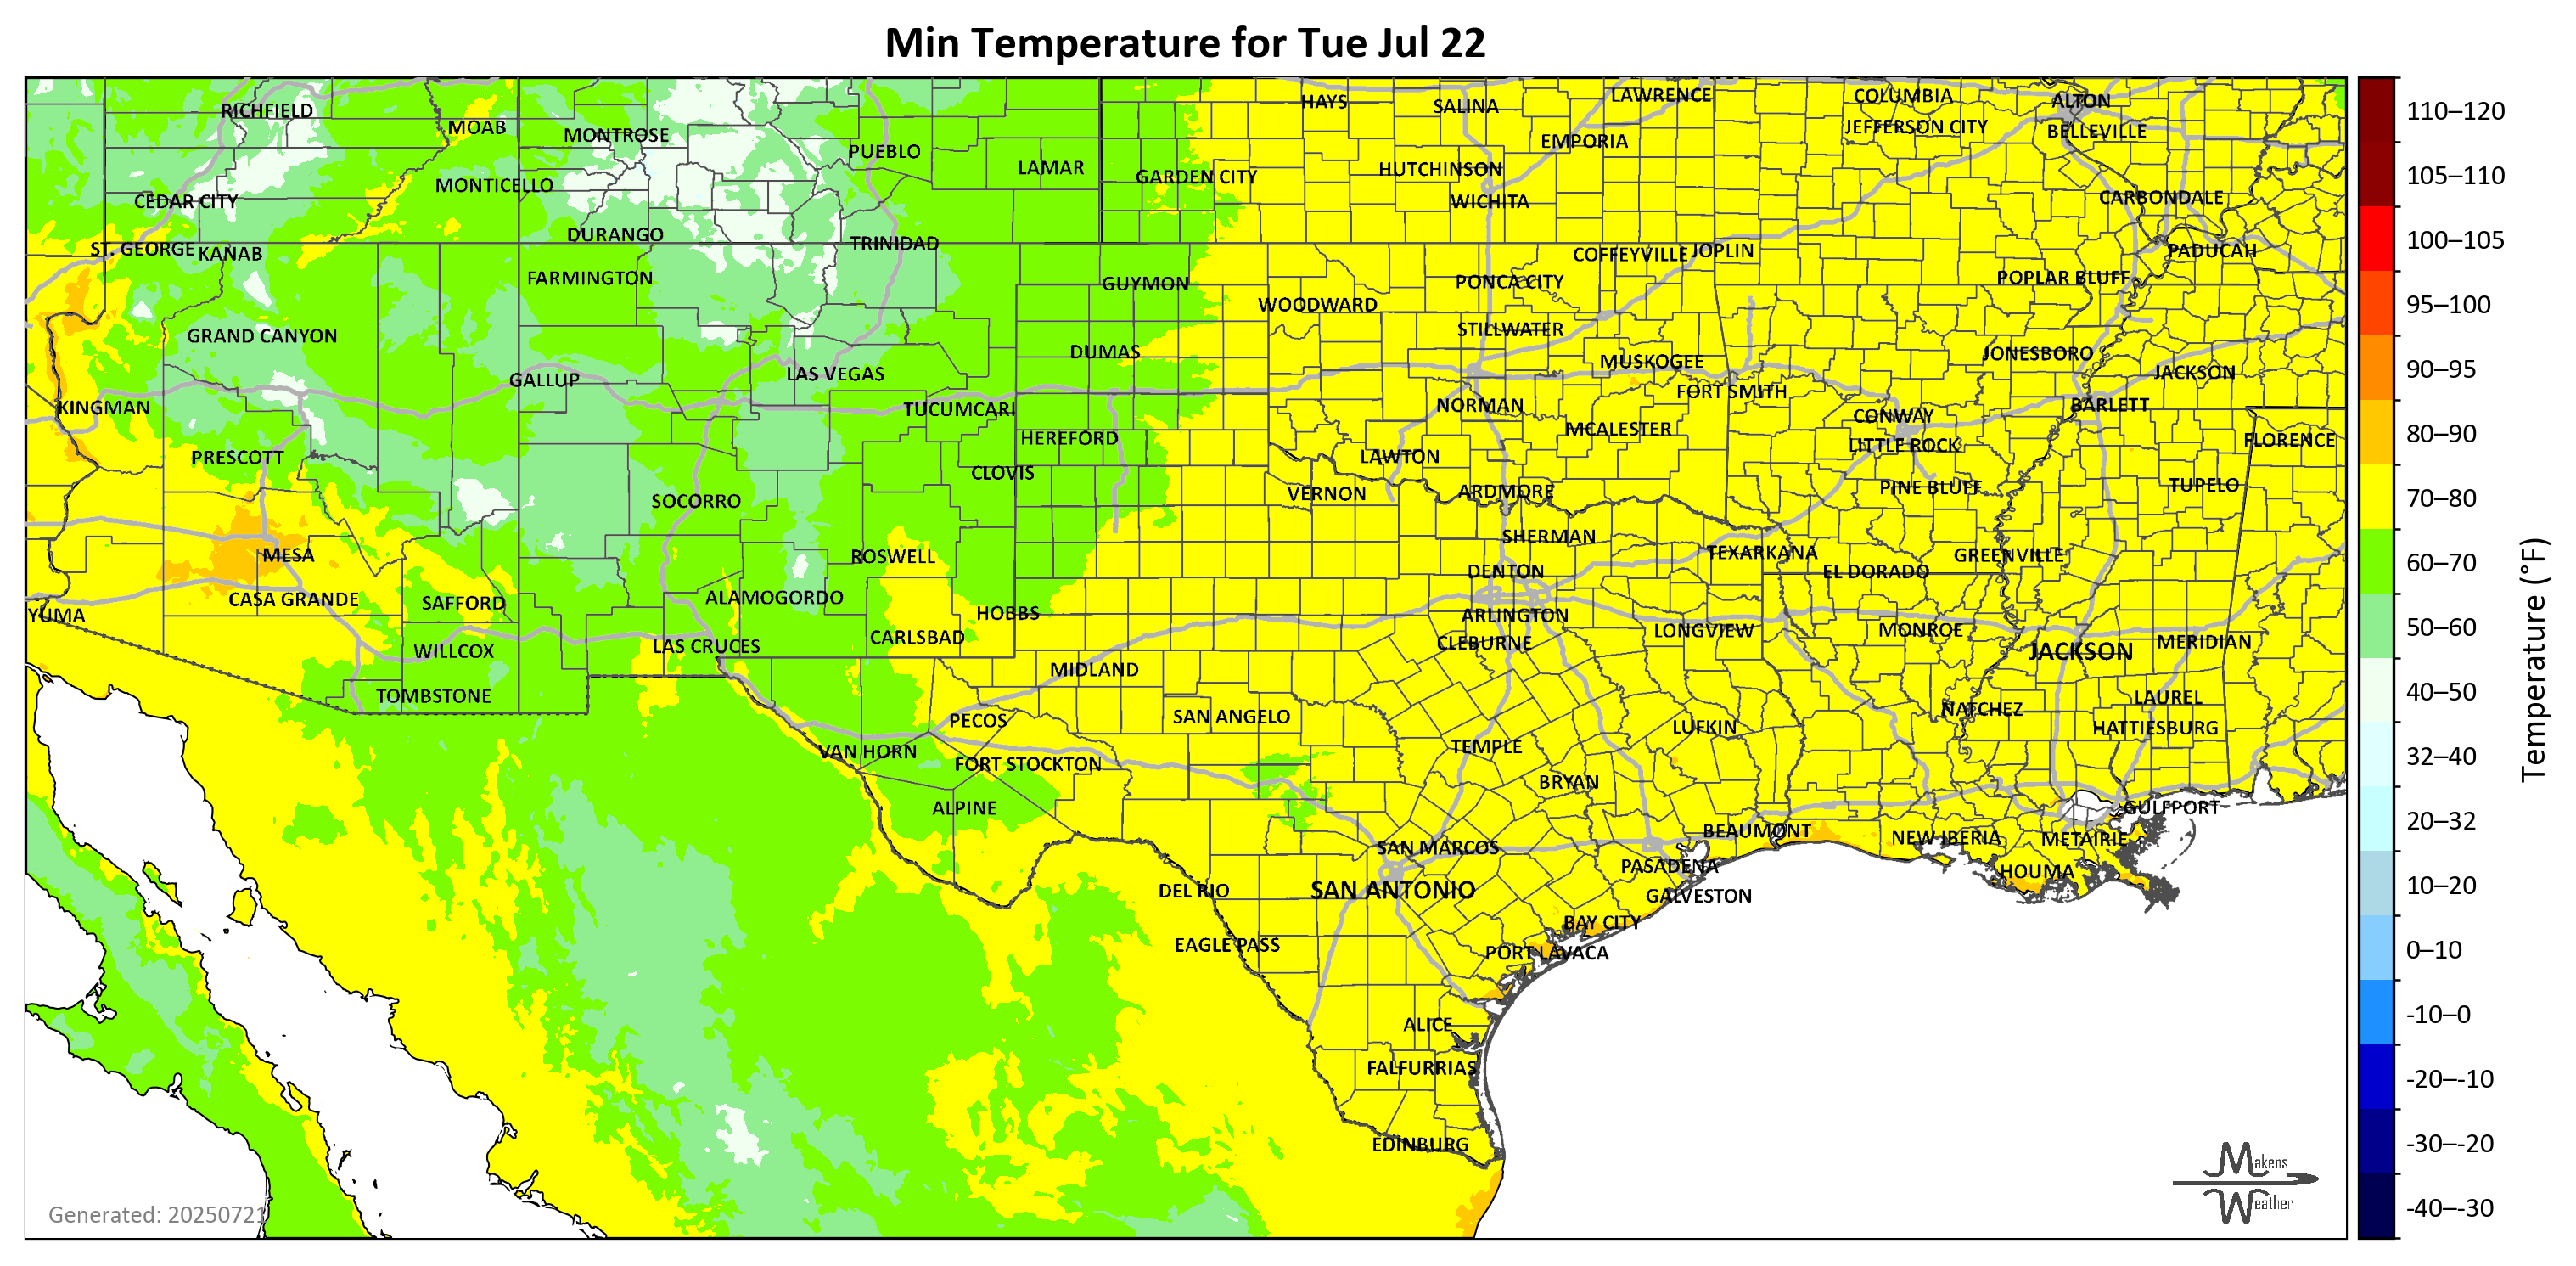 Min Temperature for Tue Jul 22
RICHFIELD
MOAB
MONTROSE
PUEBLO
LAMAR
GARDEN CITY
HAYS
SALINA
LAWRENCE
EMPORIA
HUTCHINSON
WICHITA
COLUMBIA
JEFFERSON CITY
ALTON
BELLEVILLE
CARBONDALE
MONTICELLO
CEDAR CITY
DURANGO
TRINIDAD
ST. GEORGE
KANAB
FARMINGTON
GUYMON
WOODWARD
PONCA CITY
COFFEYVILLE
JOPLIN
POPLAR BLUFF
PADUCAH
GRAND CANYON
DUMAS
STILLWATER
MUSKOGEE
JONESBORO
JACKSON
GALLUP
LAS VEGAS
KINGMAN
TUCUMCARI
NORMAN
FORT SMITH
CONWAY
BARLETT
HEREFORD
MCALESTER
LITTLE ROCK
FLORENCE
PRESCOTT
CLOVIS
LAWTON
SOCORRO
VERNON
ARDMORE
PINE BLUFF
TUPELO
MESA
ROSWELL
SHERMAN
TEXARKANA
GREENVILLE
DENTON
EL DORADO
CASA GRANDE
SAFFORD
ALAMOGORDO
YUMA
HOBBS
ARLINGTON
CLEBURNE
LONGVIEW
MONROE
MERIDIAN
JACKSON
WILLCOX
LAS CRUCES
CARLSBAD
MIDLAND
TOMBSTONE
LAUREL
PECOS
SAN ANGELO
NATCHEZ
HATTIESBURG
LUFKIN
VAN HORN
FORT STOCKTON
TEMPLE
BRYAN
ALPINE
GULFPORT
BEAUMONT
NEW IBERIA
METAIRIE
SAN MARCOS
PASADENA
HOUMA
DEL RIO
SAN ANTONIO
GALVESTON
BAY CITY
EAGLE PASS
PORT LAVACA
ALICE
FALFURRIAS
EDINBURG
Generated: 20250721
Makens
Weather
110–120
105–110
100–105
95–100
90–95
80–90
70–80
60–70
50–60
40–50
32–40
20–32
10–20
0–10
-10–0
-20–-10
-30–-20
-40–-30
Temperature (°F)